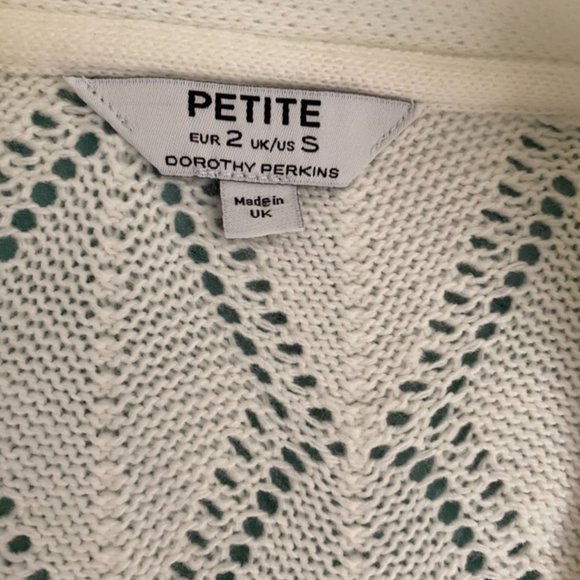 PETITE
EUR 2 UK/US S
DOROTHY PERKINS
Made in
UK